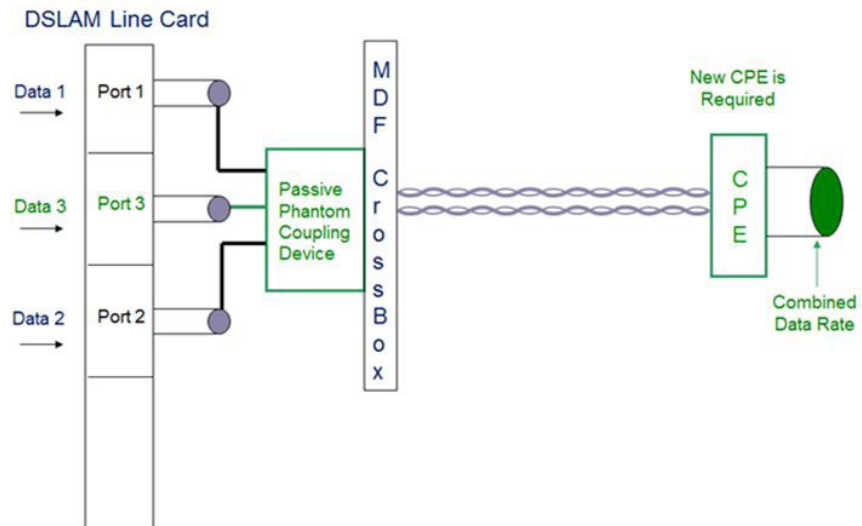 DSLAM Line Card
Data 1
Port 1
Data 3
Port 3
Data 2
Port 2
Passive
Phantom
Coupling
Device
M
D
F
C
r
o
s
s
B
o
x
New CPE is
Required
C
P
E
Combined
Data Rate